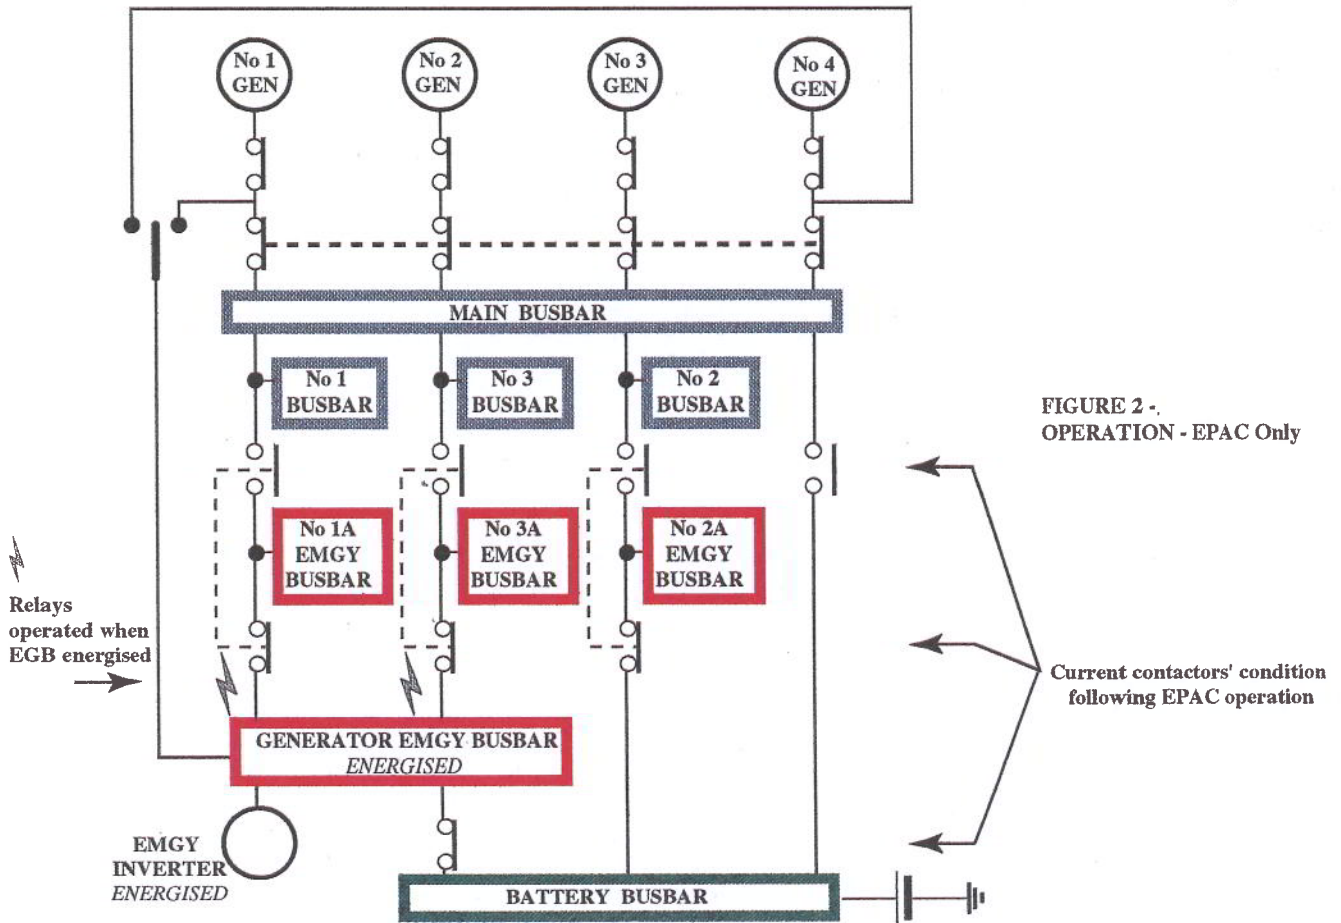 No 1
GEN
No 2
GEN
No 3
GEN
No 4
GEN
MAIN BUSBAR
No 1
BUSBAR
No 3
BUSBAR
No 2
BUSBAR
FIGURE 2 -.
OPERATION - EPAC Only
No 1A
EMGY
BUSBAR
No 3A
EMGY
BUSBAR
No 2A
EMGY
BUSBAR
Relays
operated when
EGB energised
Current contactors' condition
following EPAC operation
GENERATOR EMGY BUSBAR
ENERGISED
EMGY
INVERTER
ENERGISED
BATTERY BUSBAR